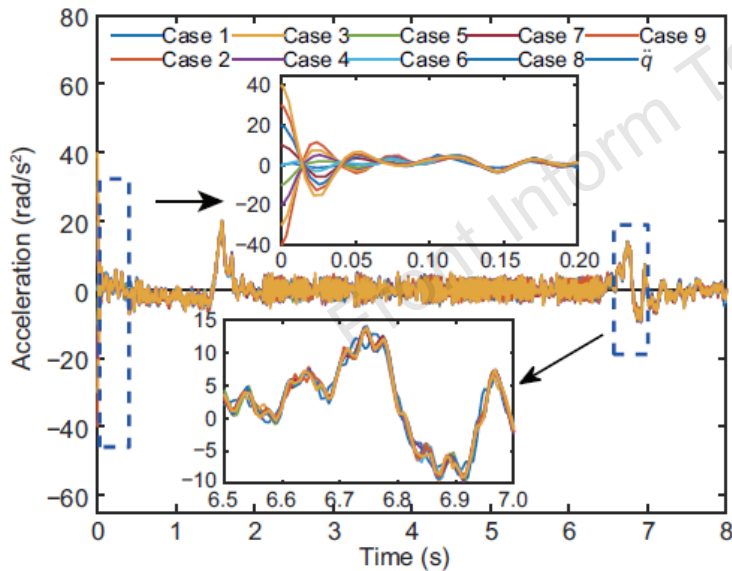 80
60
40
20
0
−20
−40
−60
Acceleration (rad/s²)
Case 1 Case 3 Case 5 Case 7 Case 9
Case 2 Case 4 Case 6 Case 8 q̈
40
20
0
−20
−40
0 0.05 0.10 0.15 0.20
15
10
5
0
−5
−10
6.5 6.6 6.7 6.8 6.9 7.0
0 1 2 3 4 5 6 7 8
Time (s)
Front Inform Te